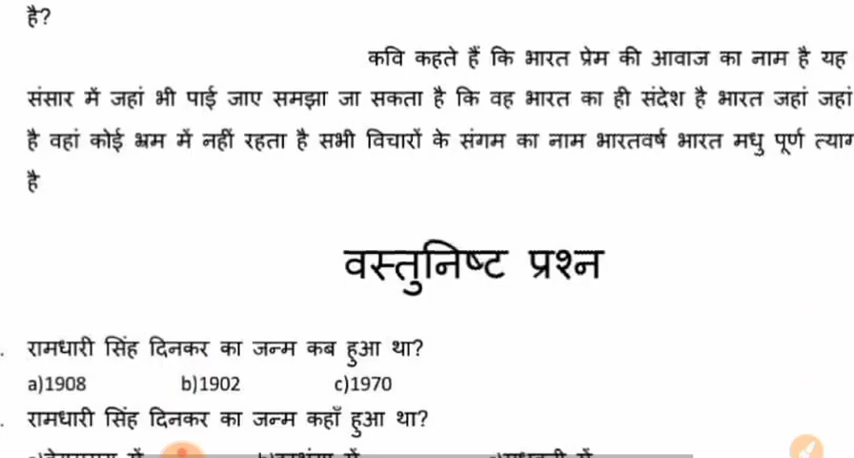 है?
कवि कहते हैं कि भारत प्रेम की आवाज का नाम है यह
संसार में जहां भी पाई जाए समझा जा सकता है कि वह भारत का ही संदेश है भारत जहां जहां
है वहां कोई भ्रम में नहीं रहता है सभी विचारों के संगम का नाम भारतवर्ष भारत मधु पूर्ण त्याग
है
वस्तुनिष्ट प्रश्न
. रामधारी सिंह दिनकर का जन्म कब हुआ था?
a)1908 b)1902 c)1970
. रामधारी सिंह दिनकर का जन्म कहाँ हुआ था?